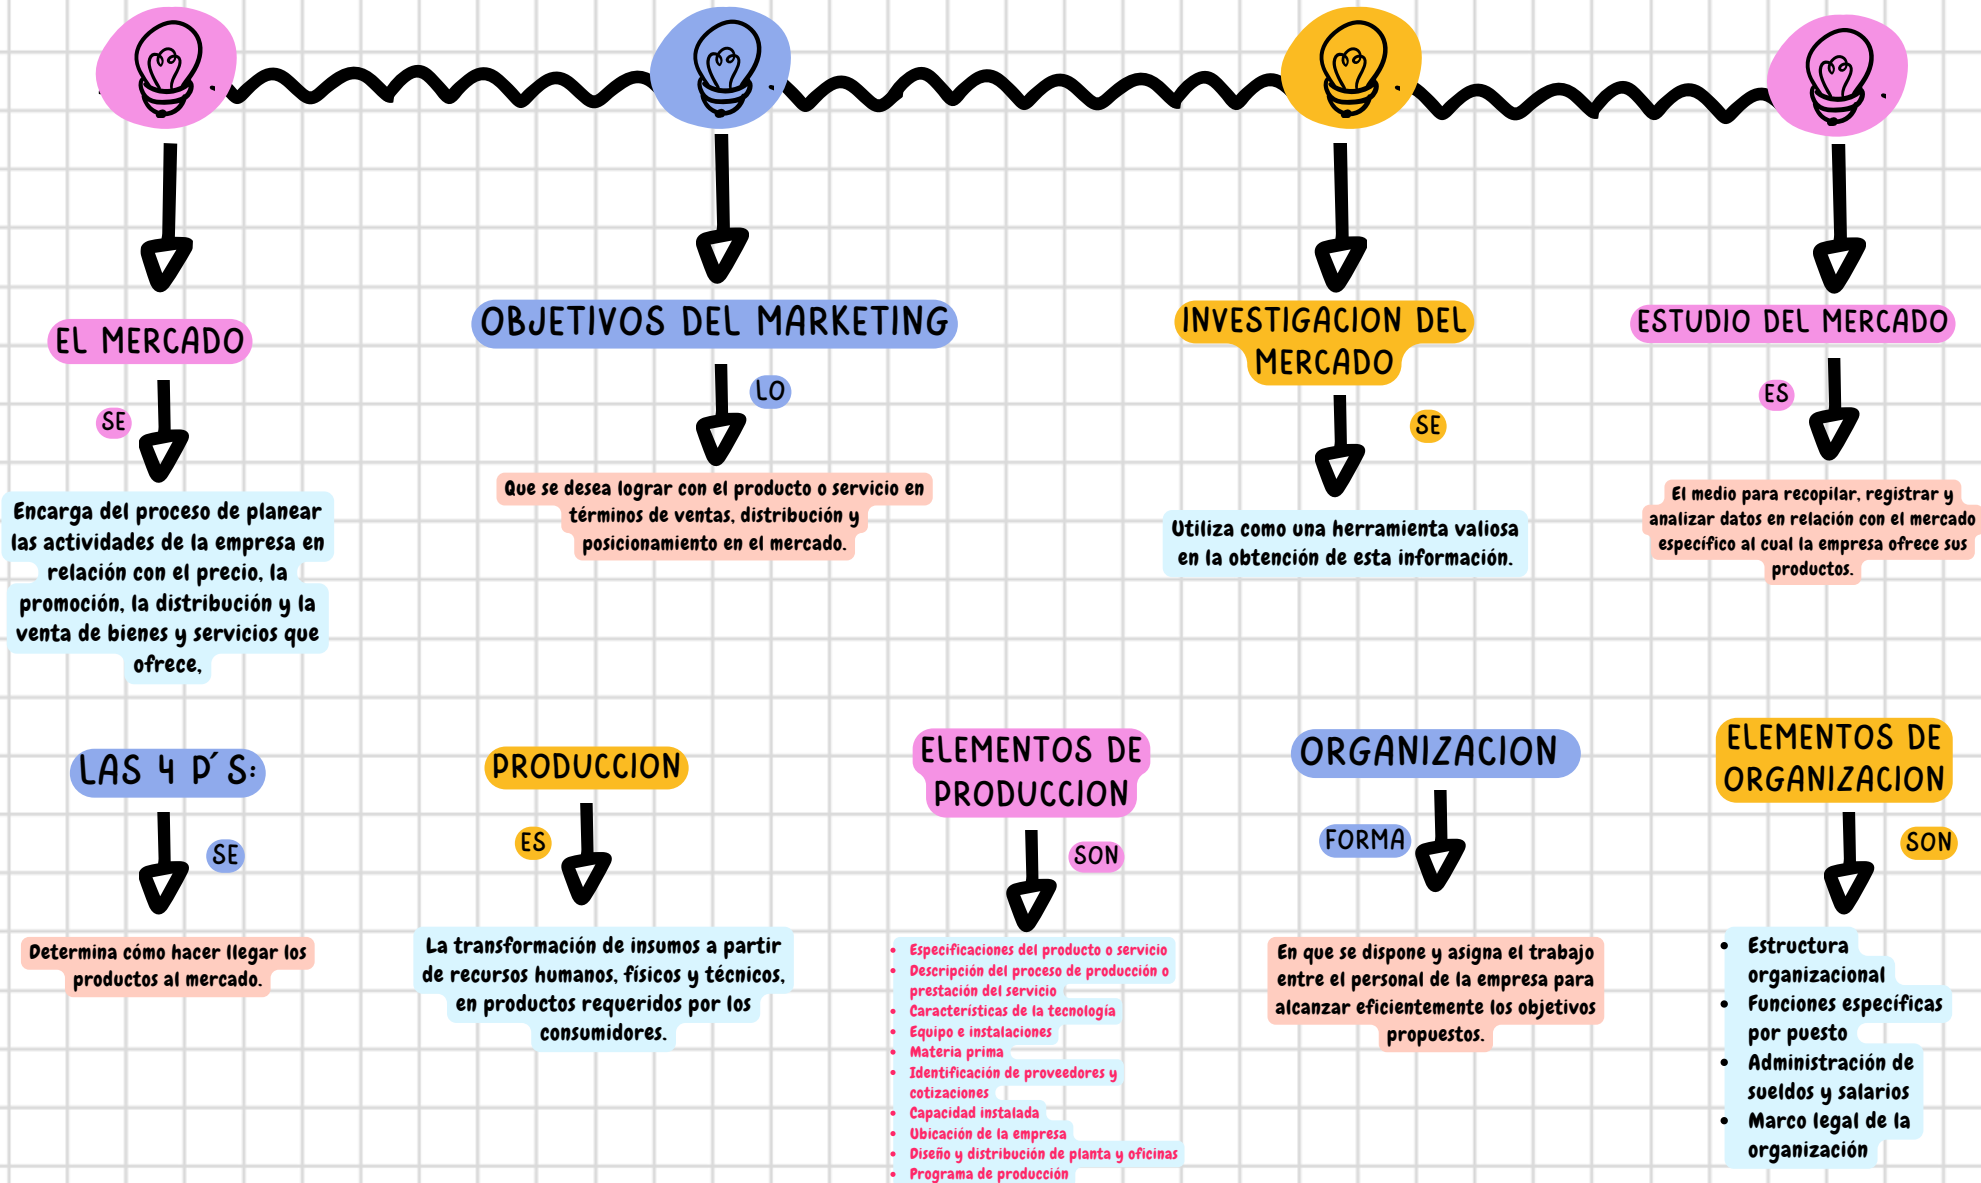 EL MERCADO
SE
Encarga del proceso de planear
las actividades de la empresa en
relación con el precio, la
promoción, la distribución y la
venta de bienes y servicios que
ofrece,
OBJETIVOS DEL MARKETING
LO
Que se desea lograr con el producto o servicio en
términos de ventas, distribución y
posicionamiento en el mercado.
INVESTIGACION DEL
MERCADO
SE
Utiliza como una herramienta valiosa
en la obtención de esta información.
ESTUDIO DEL MERCADO
ES
El medio para recopilar, registrar y
analizar datos en relación con el mercado
específico al cual la empresa ofrece sus
productos.
LAS 4 P´S:
SE
Determina cómo hacer llegar los
productos al mercado.
PRODUCCION
ES
La transformación de insumos a partir
de recursos humanos, físicos y técnicos,
en productos requeridos por los
consumidores.
ELEMENTOS DE
PRODUCCION
SON
• Especificaciones del producto o servicio
• Descripción del proceso de producción o
prestación del servicio
• Características de la tecnología
• Equipo e instalaciones
• Materia prima
• Identificación de proveedores y
cotizaciones
• Capacidad instalada
• Ubicación de la empresa
• Diseño y distribución de planta y oficinas
• Programa de producción
ORGANIZACION
FORMA
En que se dispone y asigna el trabajo
entre el personal de la empresa para
alcanzar eficientemente los objetivos
propuestos.
ELEMENTOS DE
ORGANIZACION
SON
• Estructura
organizacional
• Funciones específicas
por puesto
• Administración de
sueldos y salarios
• Marco legal de la
organización